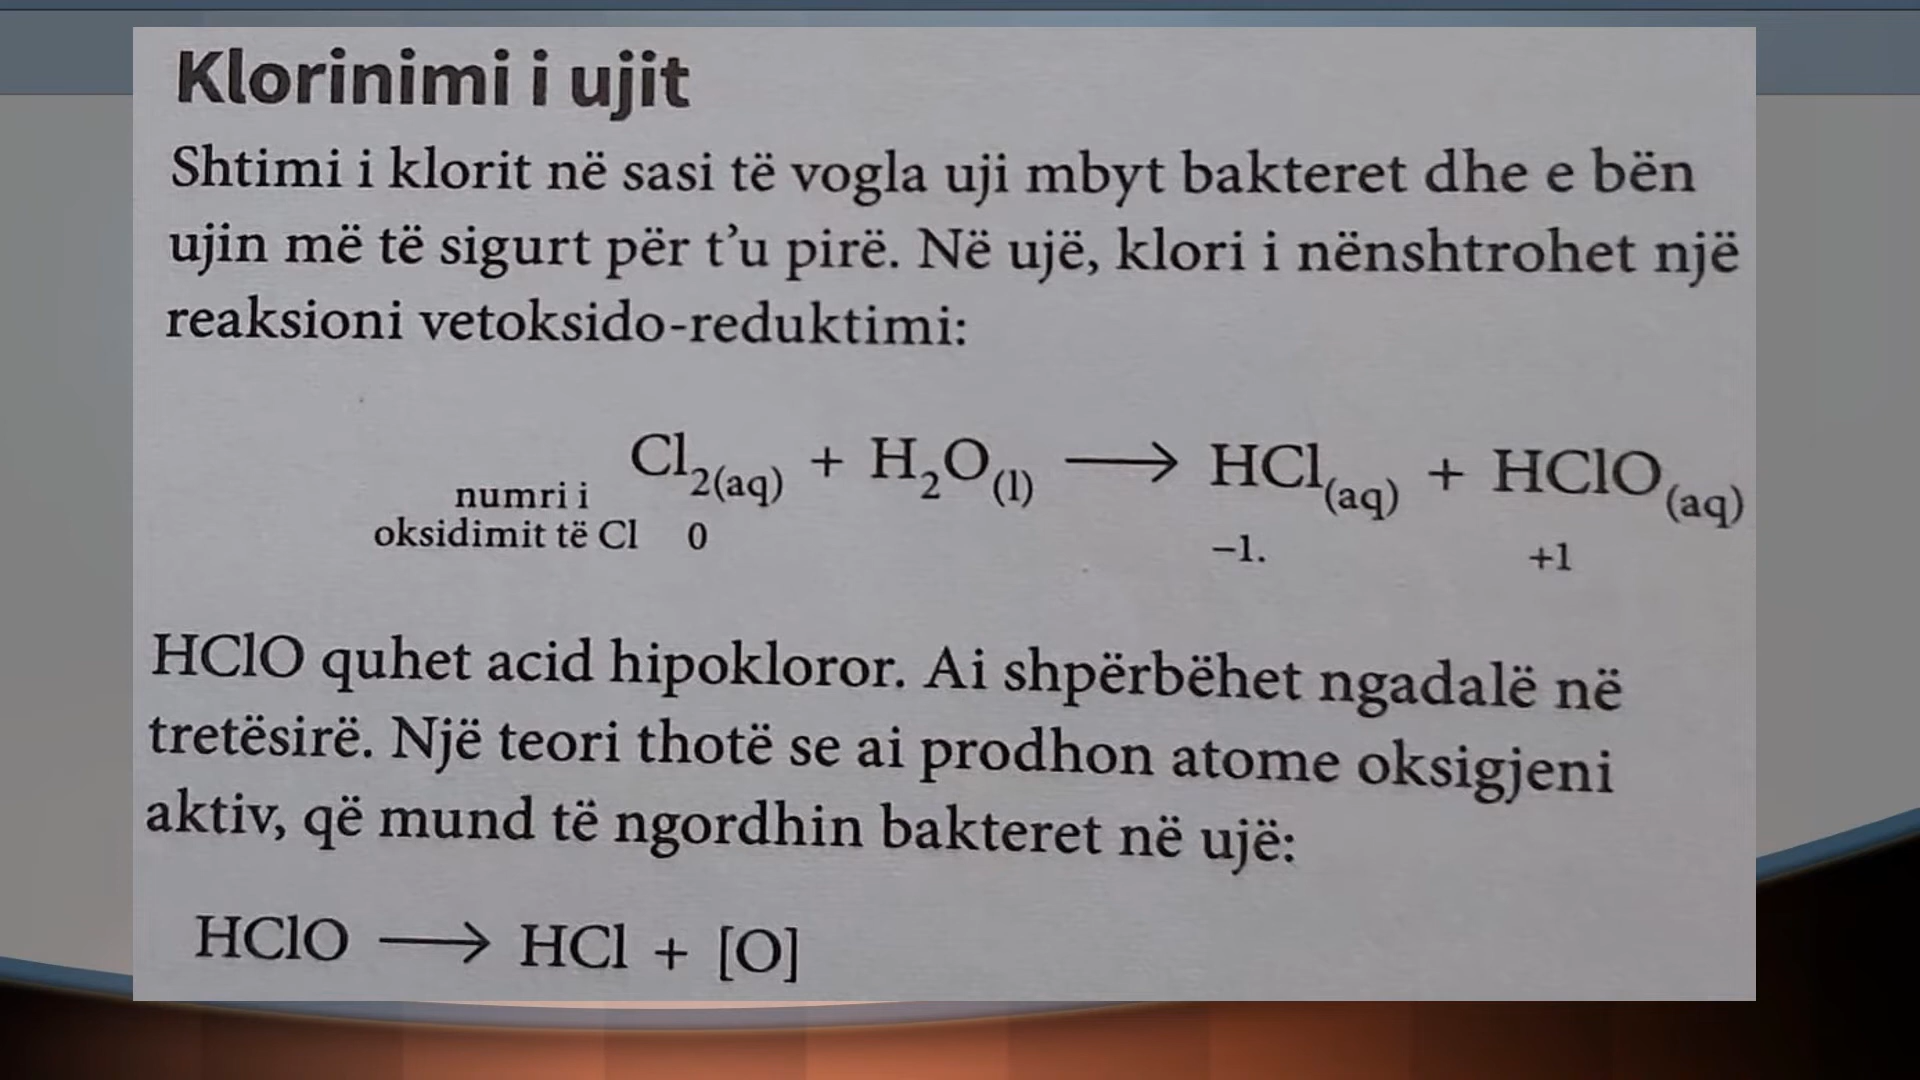 Klorinimi i ujit
Shtimi i klorit në sasi të vogla uji mbyt bakteret dhe e bën
ujin më të sigurt për t’u pirë. Në ujë, klori i nënshtrohet një
reaksioni vetoksido-reduktimi:
Cl₂(aq) + H₂O(l) ⟶ HCl(aq) + HClO(aq)
numri i
oksidimit të Cl 0 −1. +1
HClO quhet acid hipokloror. Ai shpërbëhet ngadalë në
tretësirë. Një teori thotë se ai prodhon atome oksigjeni
aktiv, që mund të ngordhin bakteret në ujë:
HClO ⟶ HCl + [O]